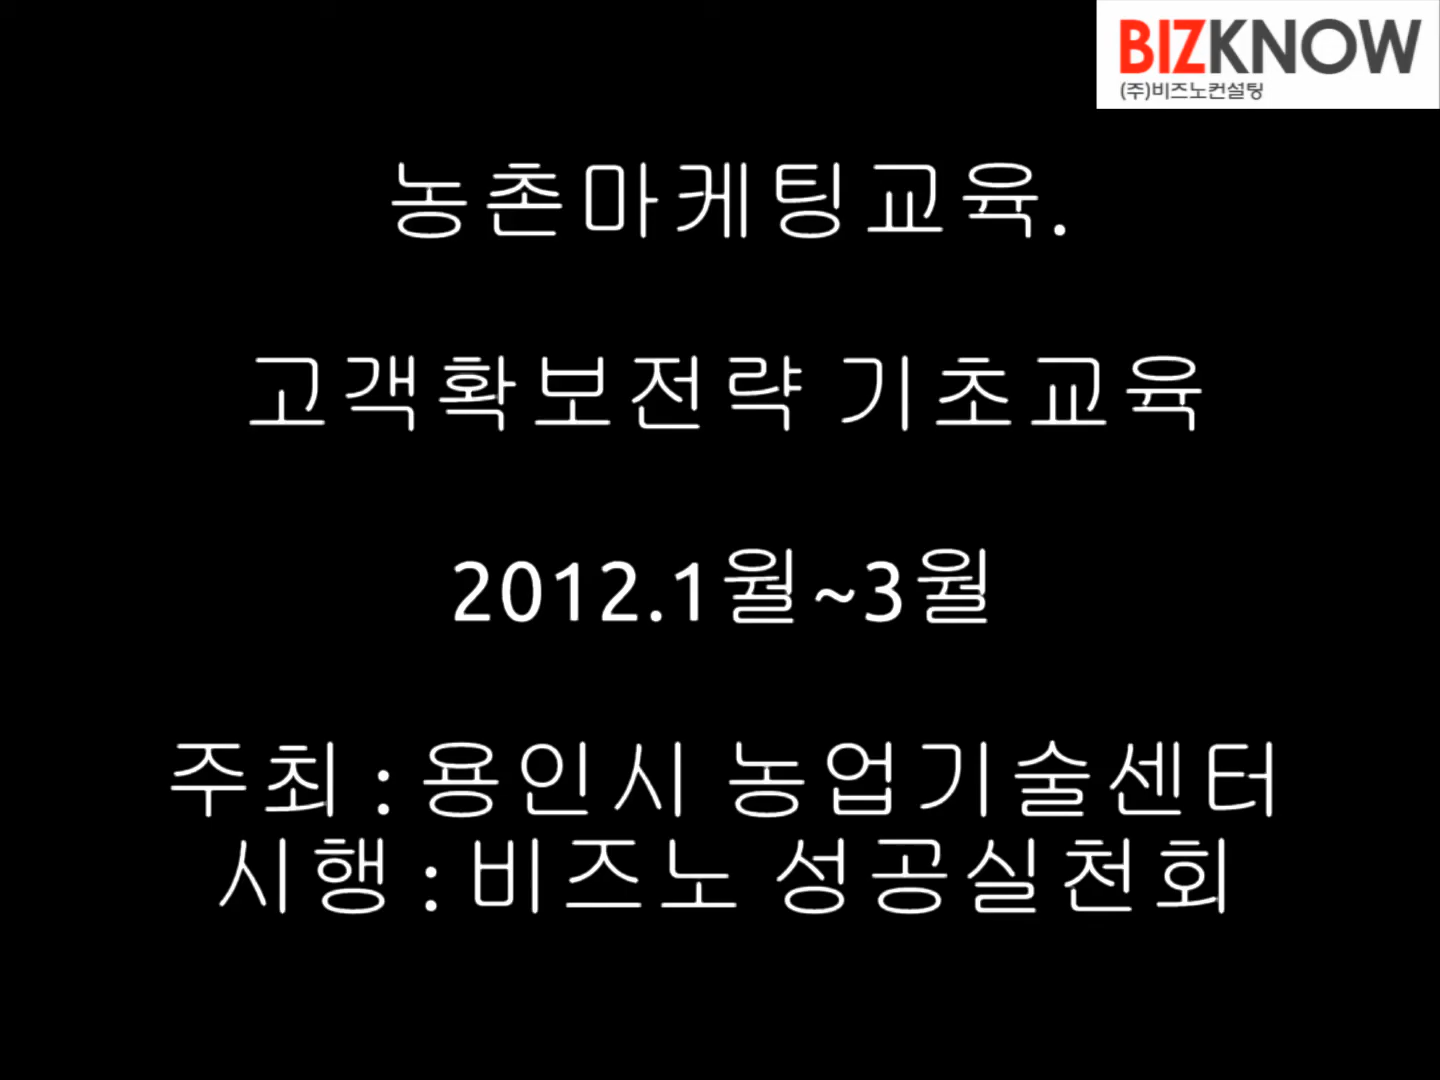 BIZKNOW
(주)비즈노컨설팅
농촌마케팅교육.
고객확보전략 기초교육
2012.1월~3월
주최 : 용인시 농업기술센터
시행 : 비즈노 성공실천회